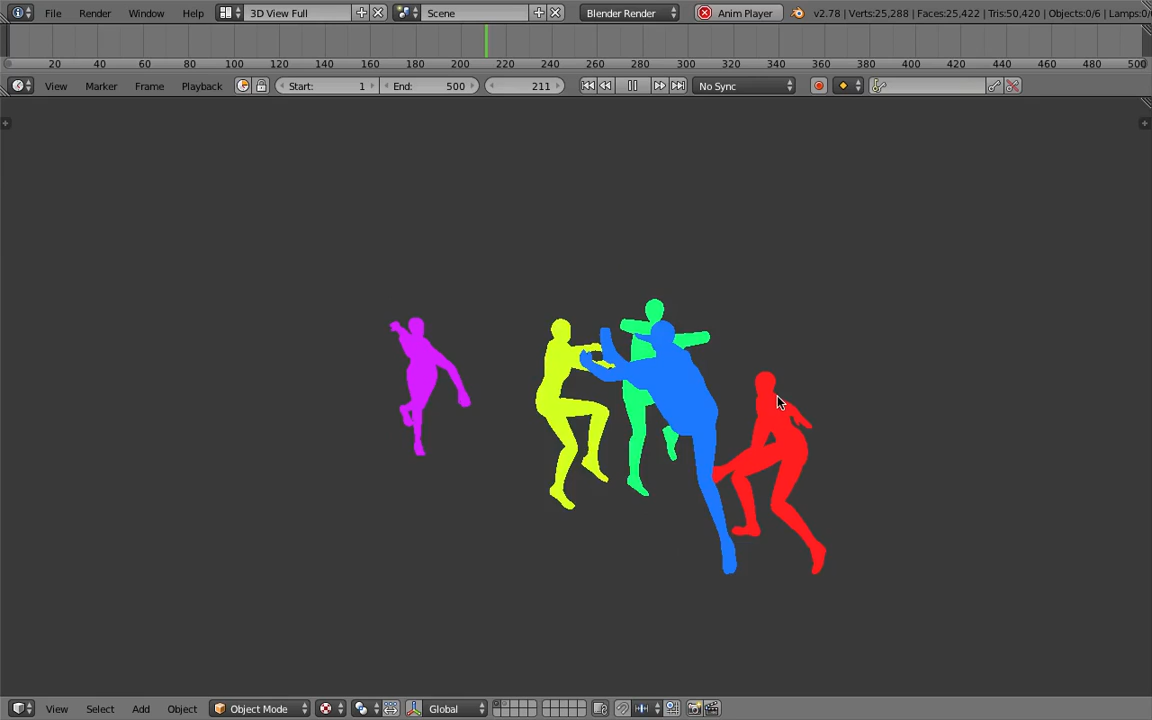 File Render Window Help 3D View Full Scene Blender Render Anim Player v2.78 | Verts:25,288 | Faces:25,422 | Tris:50,420 | Objects:0/6 | Lamps:0/
20 40 60 80 100 120 140 160 180 200 220 240 260 280 300 320 340 360 380 400 420 440 460 480 500
View Marker Frame Playback Start: 1 End: 500 211 No Sync
View Select Add Object Object Mode Global